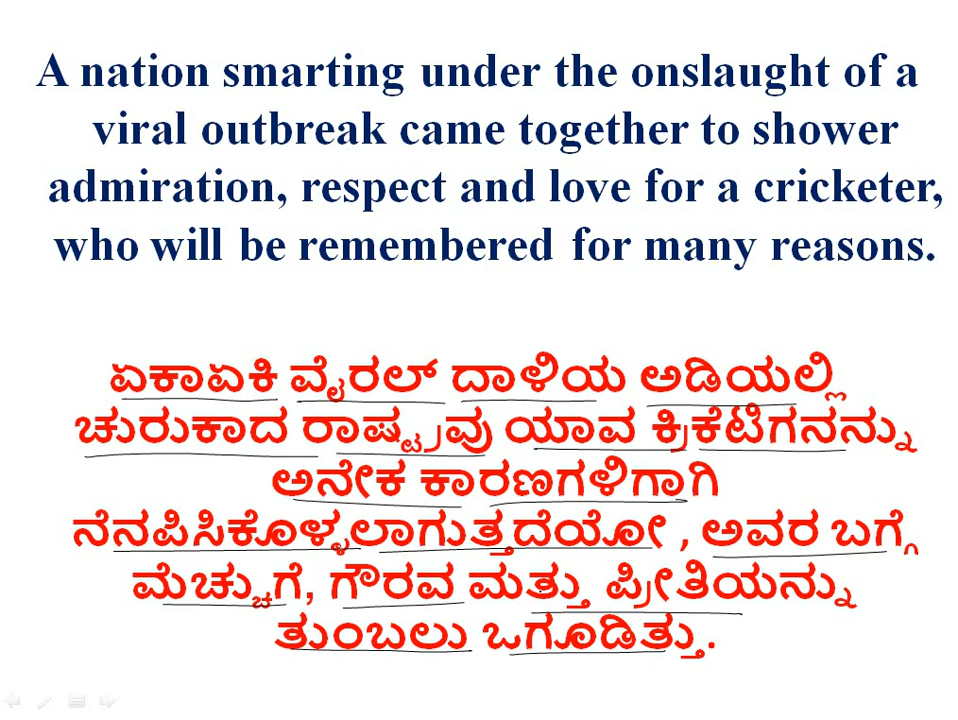 A nation smarting under the onslaught of a
viral outbreak came together to shower
admiration, respect and love for a cricketer,
who will be remembered for many reasons.
ಏಕಾಏಕಿ ವೈರಲ್ ದಾಳಿಯ ಅಡಿಯಲ್ಲಿ
ಚುರುಕಾದ ರಾಷ್ಟ್ರವು ಯಾವ ಕ್ರಿಕೆಟಿಗನನ್ನು
ಅನೇಕ ಕಾರಣಗಳಿಗಾಗಿ
ನೆನಪಿಸಿಕೊಳ್ಳಲಾಗುತ್ತದೆಯೋ , ಅವರ ಬಗ್ಗೆ
ಮೆಚ್ಚುಗೆ, ಗೌರವ ಮತ್ತು ಪ್ರೀತಿಯನ್ನು
ತುಂಬಲು ಒಗೂಡಿತ್ತು.